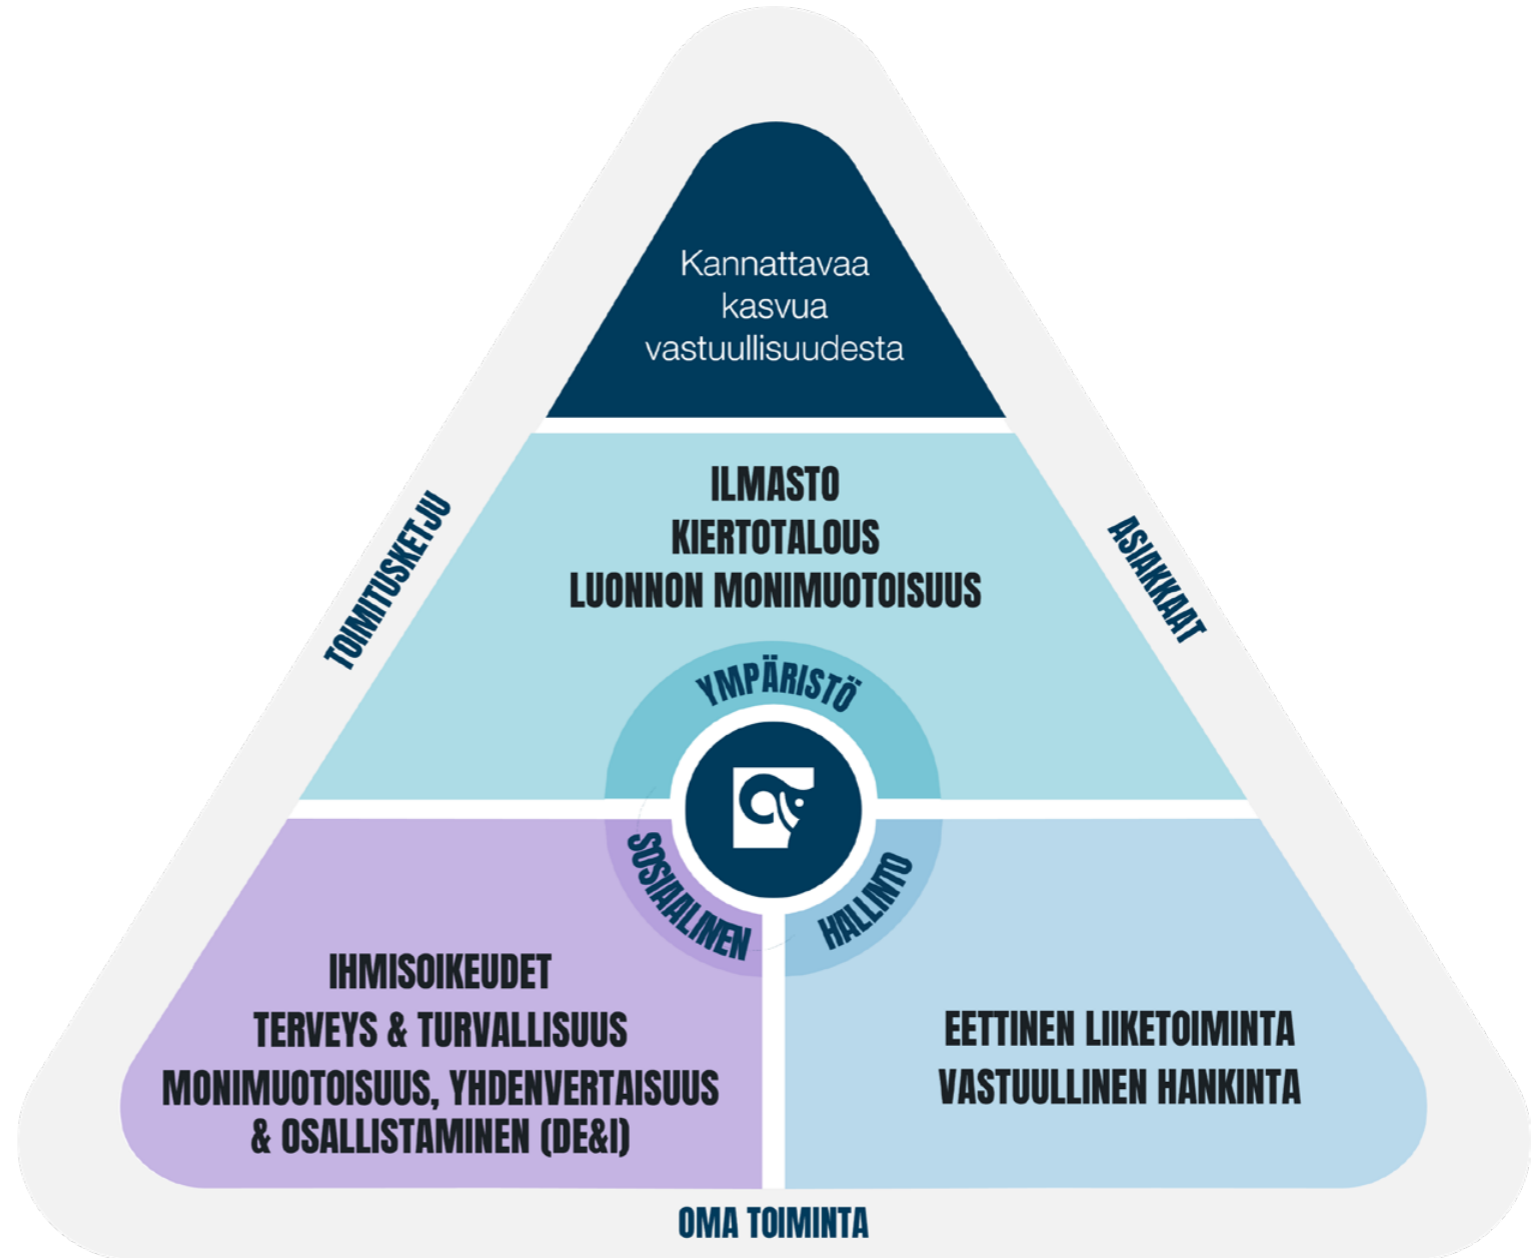 Kannattavaa
kasvua
vastuullisuudesta
ILMASTO
KIERTOTALOUS
LUONNON MONIMUOTOISUUS
TOIMITUSKETJU
ASIAKKAAT
YMPÄRISTÖ
SOSIAALINEN
HALLINTO
IHMISOIKEUDET
TERVEYS & TURVALLISUUS
MONIMUOTOISUUS, YHDENVERTAISUUS
& OSALLISTAMINEN (DE&I)
EETTINEN LIIKETOIMINTA
VASTUULLINEN HANKINTA
OMA TOIMINTA